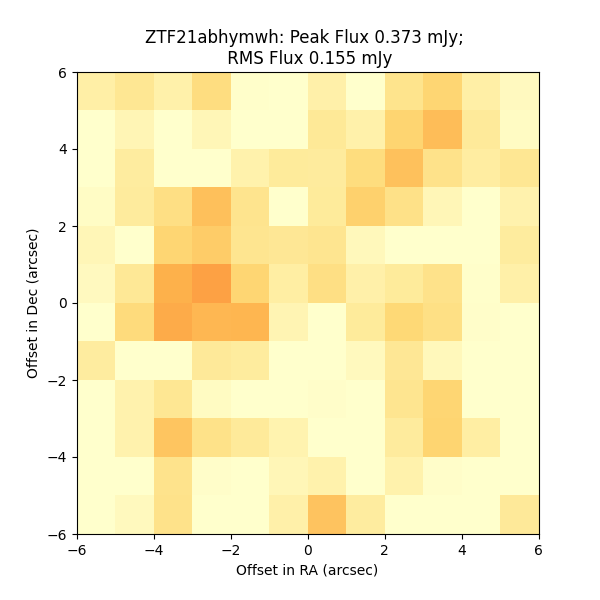 ZTF21abhymwh: Peak Flux 0.373 mJy;
RMS Flux 0.155 mJy
6
4
2
0
−2
−4
−6
Offset in Dec (arcsec)
−6 −4 −2 0 2 4 6
Offset in RA (arcsec)